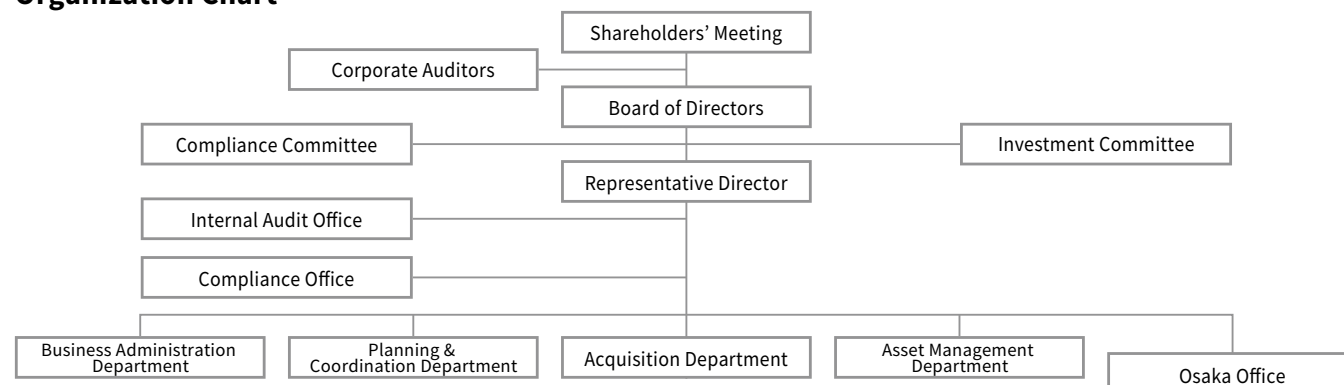 Organization Chart
Shareholders’ Meeting
Corporate Auditors
Board of Directors
Compliance Committee
Investment Committee
Representative Director
Internal Audit Office
Compliance Office
Business Administration
Department
Planning &
Coordination Department
Acquisition Department
Asset Management
Department
Osaka Office